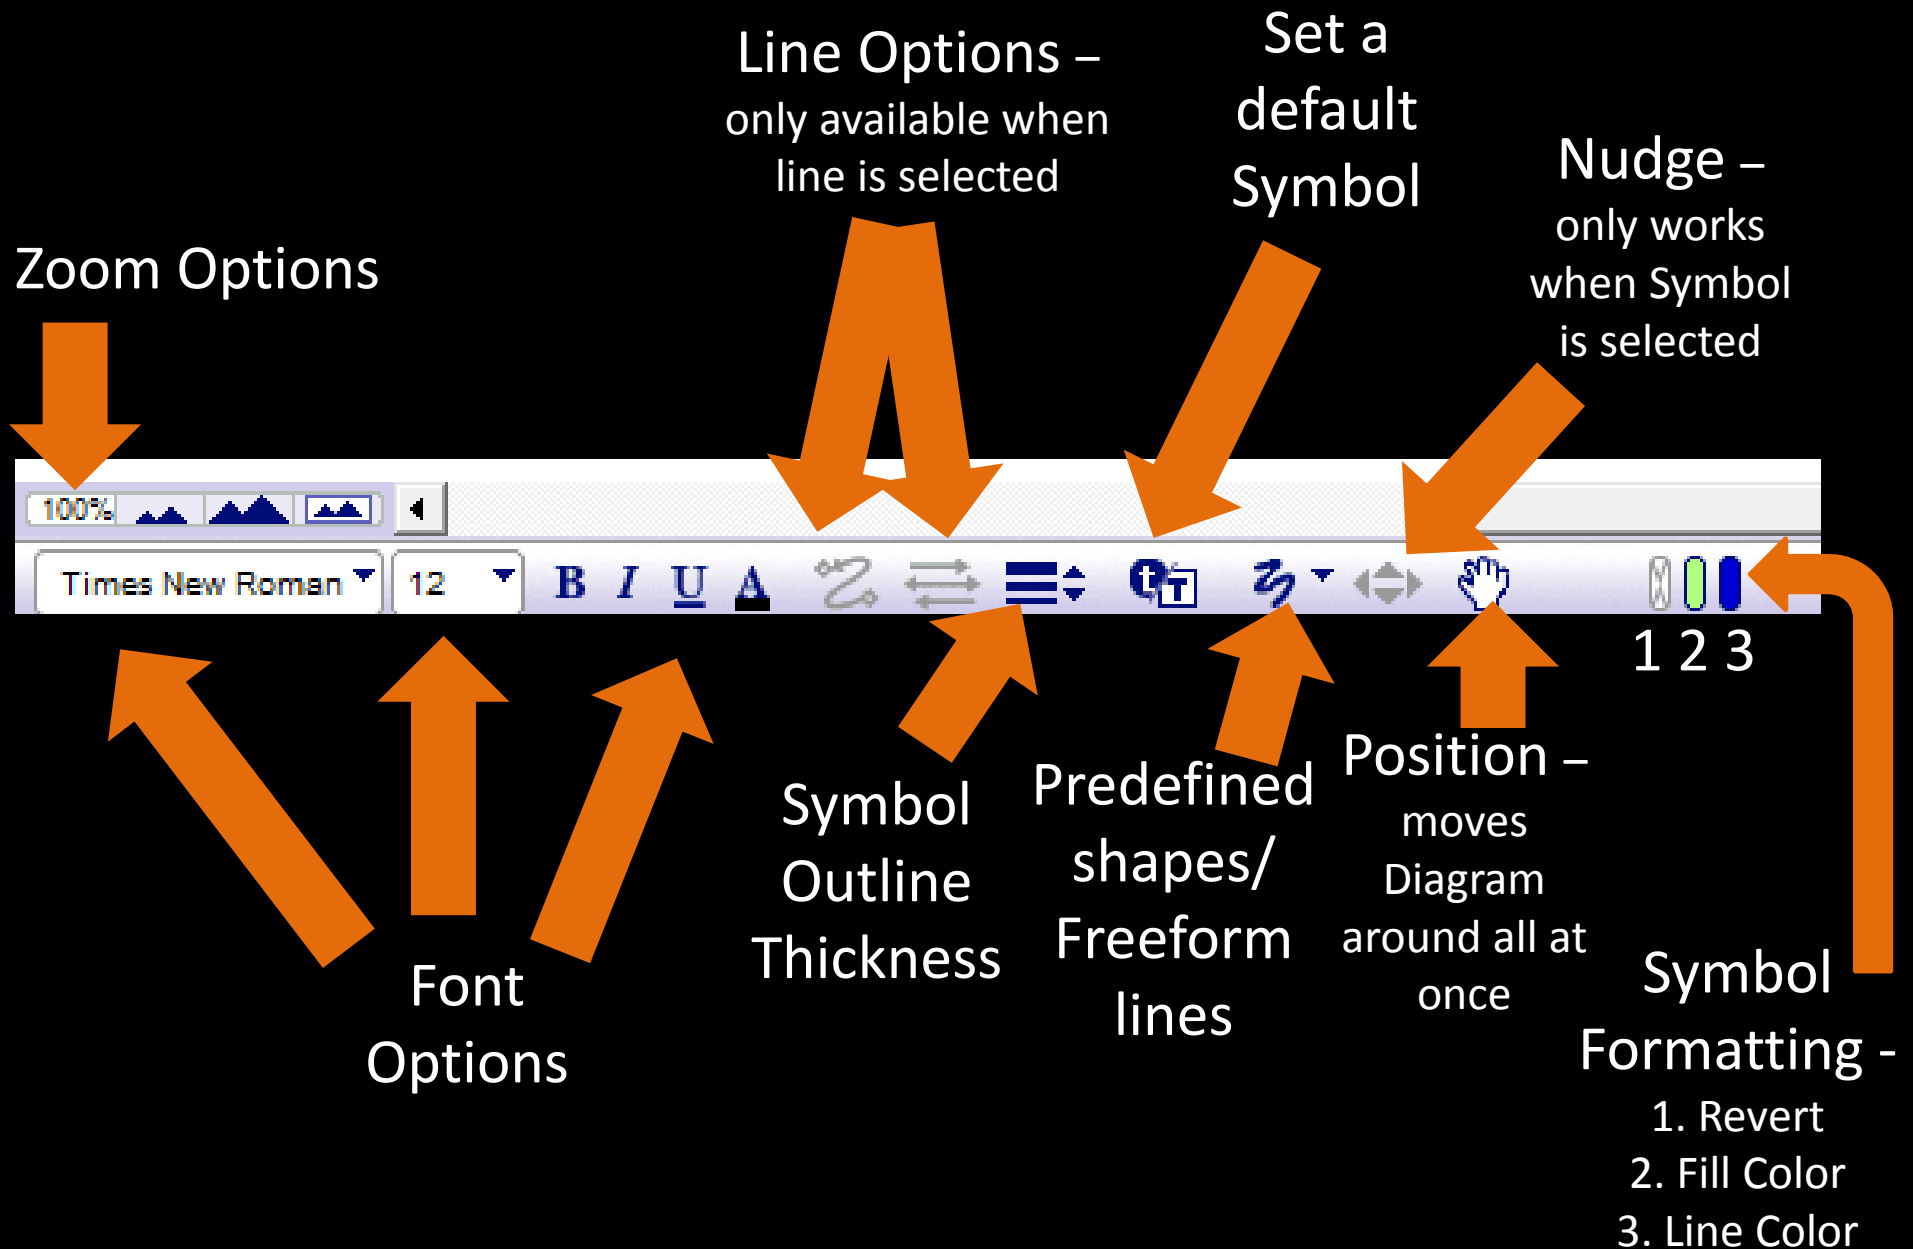 Line Options –
only available when
line is selected
Set a
default
Symbol
Nudge –
only works
when Symbol
is selected
Zoom Options
100%
Times New Roman
12
B I U A
t T
1 2 3
Font
Options
Symbol
Outline
Thickness
Predefined
shapes/
Freeform
lines
Position –
moves
Diagram
around all at
once
Symbol
Formatting -
1. Revert
2. Fill Color
3. Line Color